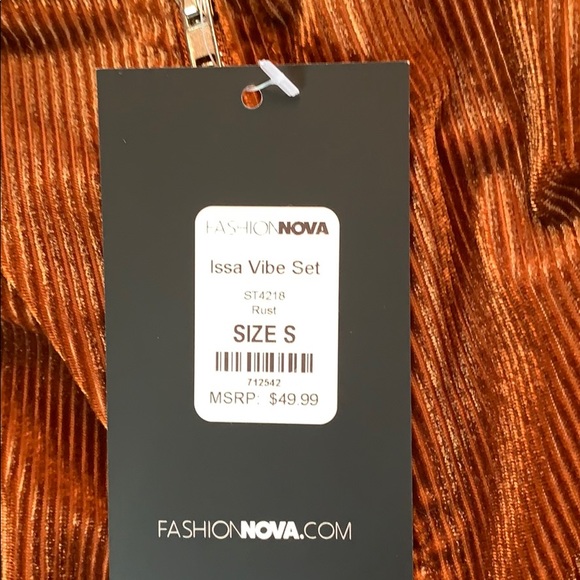 FASHIONNOVA
Issa Vibe Set
ST4218
Rust
SIZE S
712542
MSRP: $49.99
FASHIONNOVA.COM